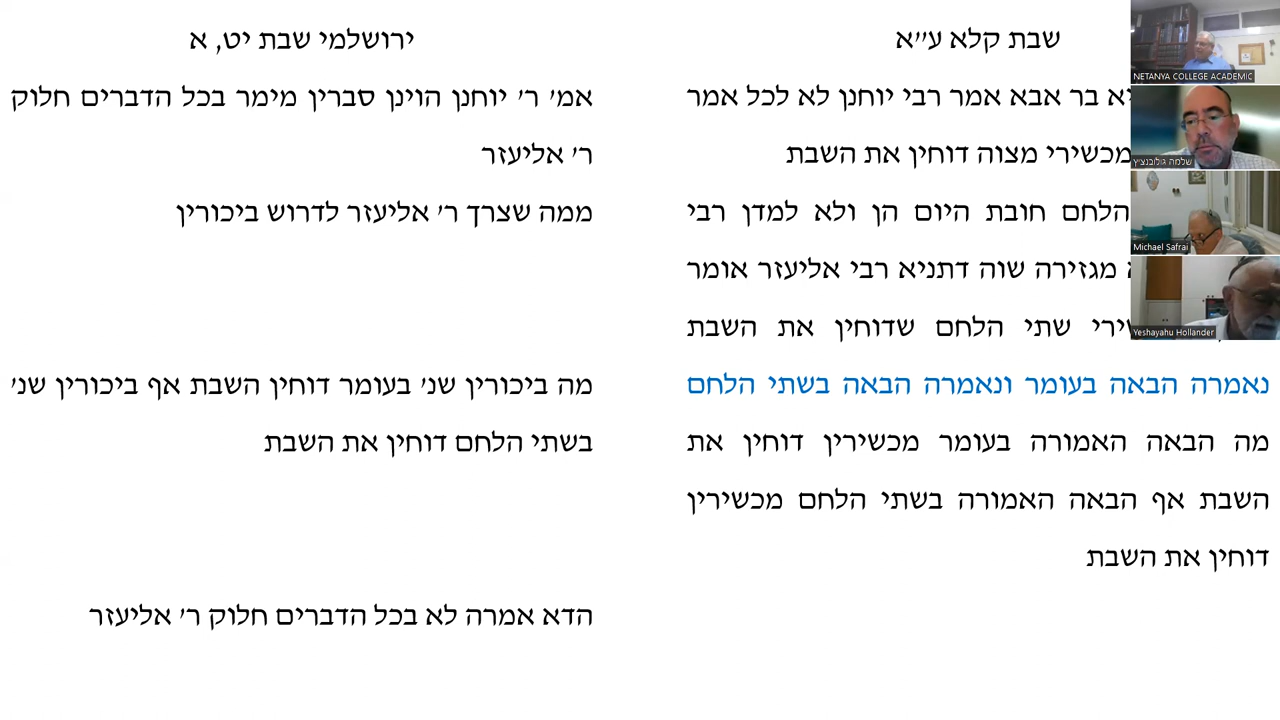 שבת קלא ע״א
בר אבא אמר רבי יוחנן לא לכל אמר
מכשירי מצוה דוחין את השבת
הלחם חובת היום הן ולא למדן רבי
מגזירה שוה דתניא רבי אליעזר אומר
שתי הלחם שדוחין את השבת
נאמרה הבאה בעומר ונאמרה הבאה בשתי הלחם
מה הבאה האמורה בעומר מכשירין דוחין את
השבת אף הבאה האמורה בשתי הלחם מכשירין
דוחין את השבת
ירושלמי שבת יט, א
אמ׳ ר׳ יוחנן הוינן סברין מימר בכל הדברים חלוק
ר׳ אליעזר
ממה שצרך ר׳ אליעזר לדרוש ביכורין
מה ביכורין שנ׳ בעומר דוחין השבת אף ביכורין שנ׳
בשתי הלחם דוחין את השבת
הדא אמרה לא בכל הדברים חלוק ר׳ אליעזר
NETANYA COLLEGE ACADEMIC
שלמה גולובנציץ
Michael Safrai
Yeshayahu Hollander